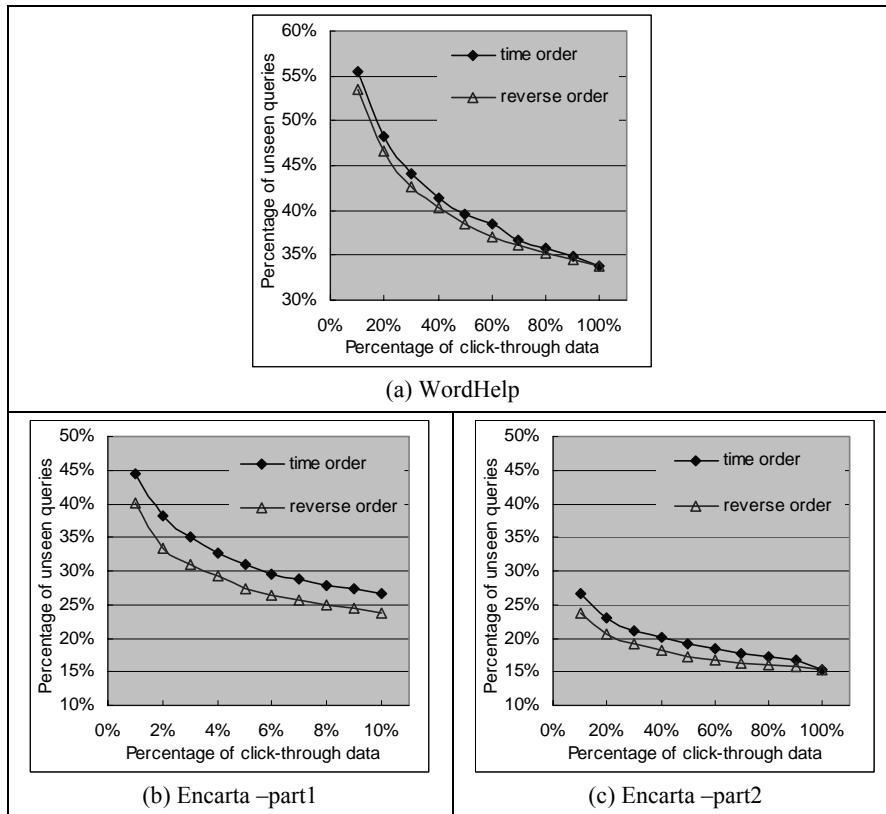 60%
55%
50%
45%
40%
35%
30%
Percentage of unseen queries
time order
reverse order
0% 20% 40% 60% 80% 100%
Percentage of click-through data
(a) WordHelp
50%
45%
40%
35%
30%
25%
20%
15%
10%
Percentage of unseen queries
time order
reverse order
0% 2% 4% 6% 8% 10%
Percentage of click-through data
(b) Encarta –part1
50%
45%
40%
35%
30%
25%
20%
15%
10%
Percentage of unseen queries
time order
reverse order
0% 20% 40% 60% 80% 100%
Percentage of click-through data
(c) Encarta –part2